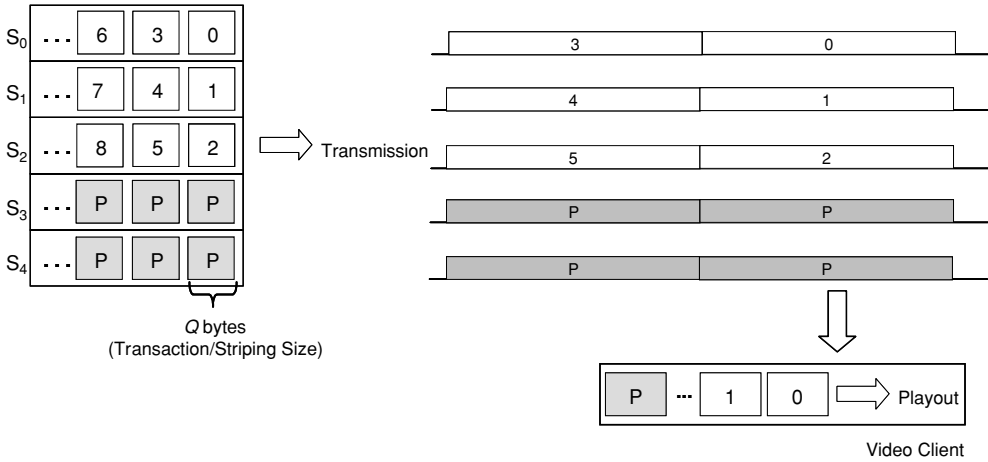 S0 ... 6 3 0
S1 ... 7 4 1
S2 ... 8 5 2
S3 ... P P P
S4 ... P P P
Q bytes
(Transaction/Striping Size)
Transmission
3 0
4 1
5 2
P P
P P
P ... 1 0 Playout
Video Client